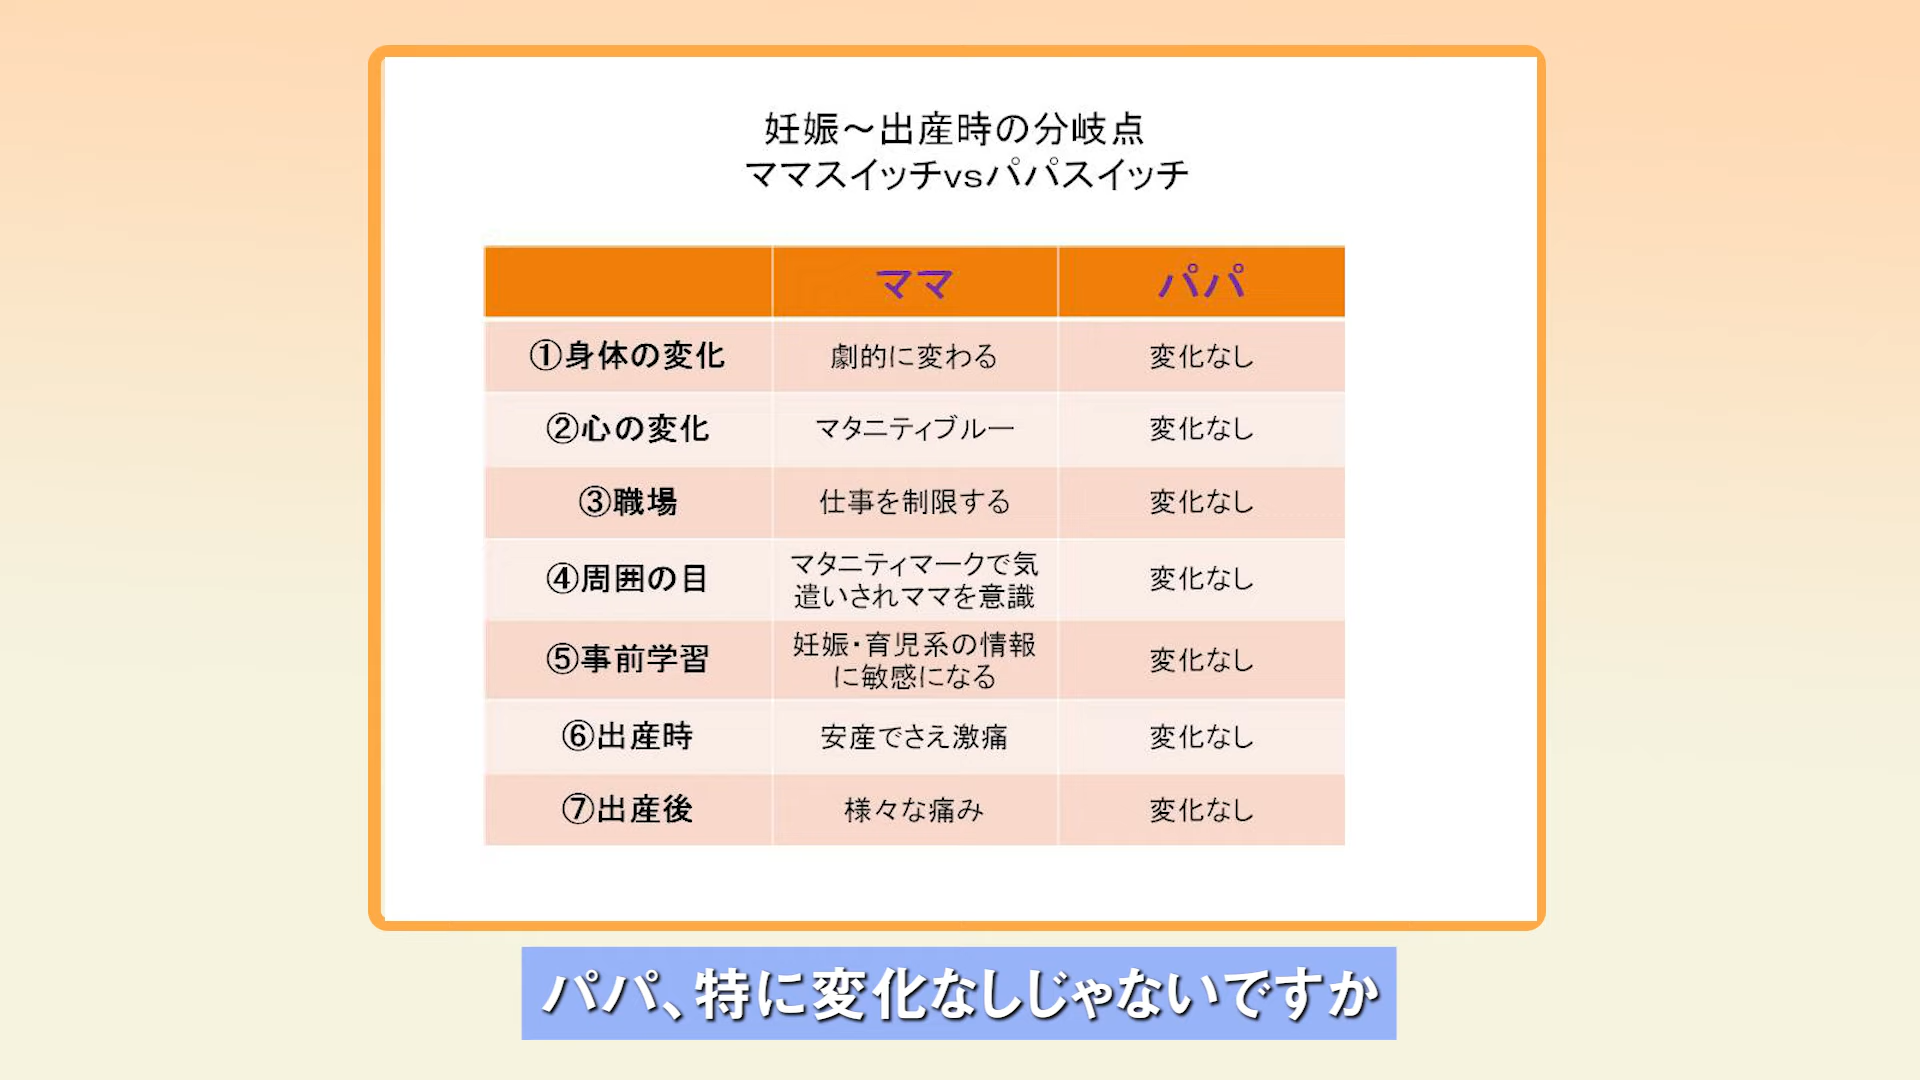 妊娠～出産時の分岐点
ママスイッチvsパパスイッチ
ママ
パパ
①身体の変化
劇的に変わる
変化なし
②心の変化
マタニティブルー
変化なし
③職場
仕事を制限する
変化なし
④周囲の目
マタニティマークで気
遣いされママを意識
変化なし
⑤事前学習
妊娠・育児系の情報
に敏感になる
変化なし
⑥出産時
安産でさえ激痛
変化なし
⑦出産後
様々な痛み
変化なし
パパ、特に変化なしじゃないですか